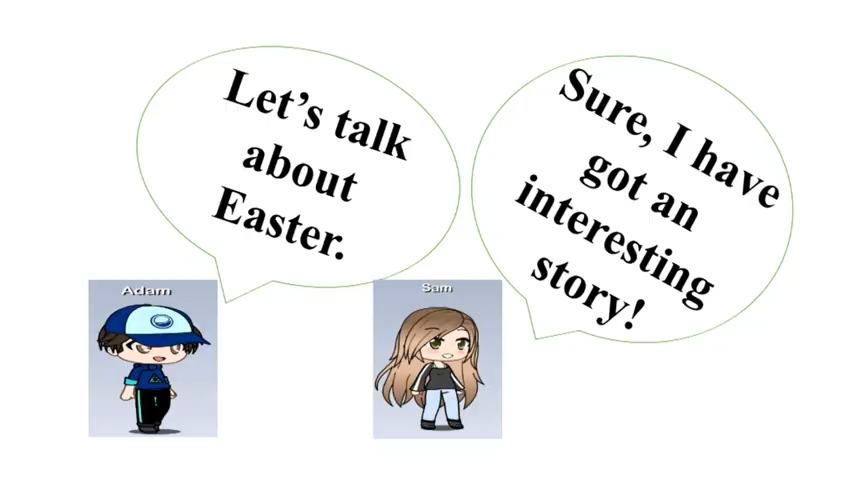 Let's talk
about
Easter.
Sure, I have
got an
interesting
story!
Adam
Sam